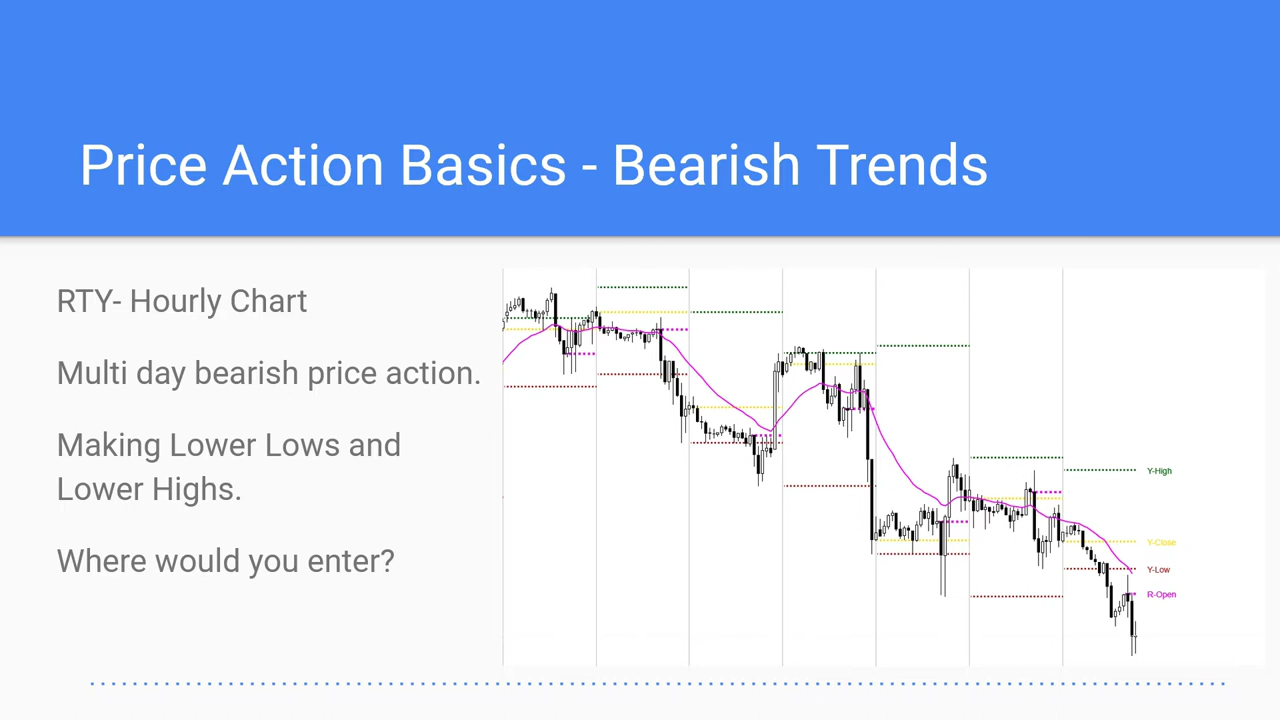 Price Action Basics - Bearish Trends
RTY- Hourly Chart
Multi day bearish price action.
Making Lower Lows and
Lower Highs.
Where would you enter?
Y-High
Y-Close
Y-Low
R-Open